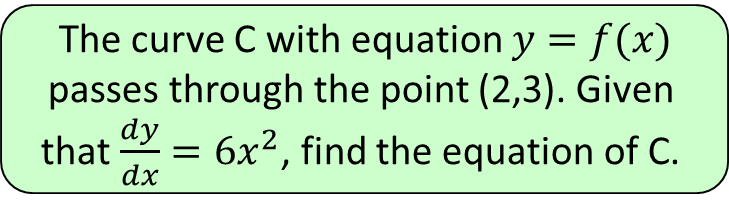 The curve C with equation y = f(x)
passes through the point (2,3). Given
that dy/dx = 6x², find the equation of C.